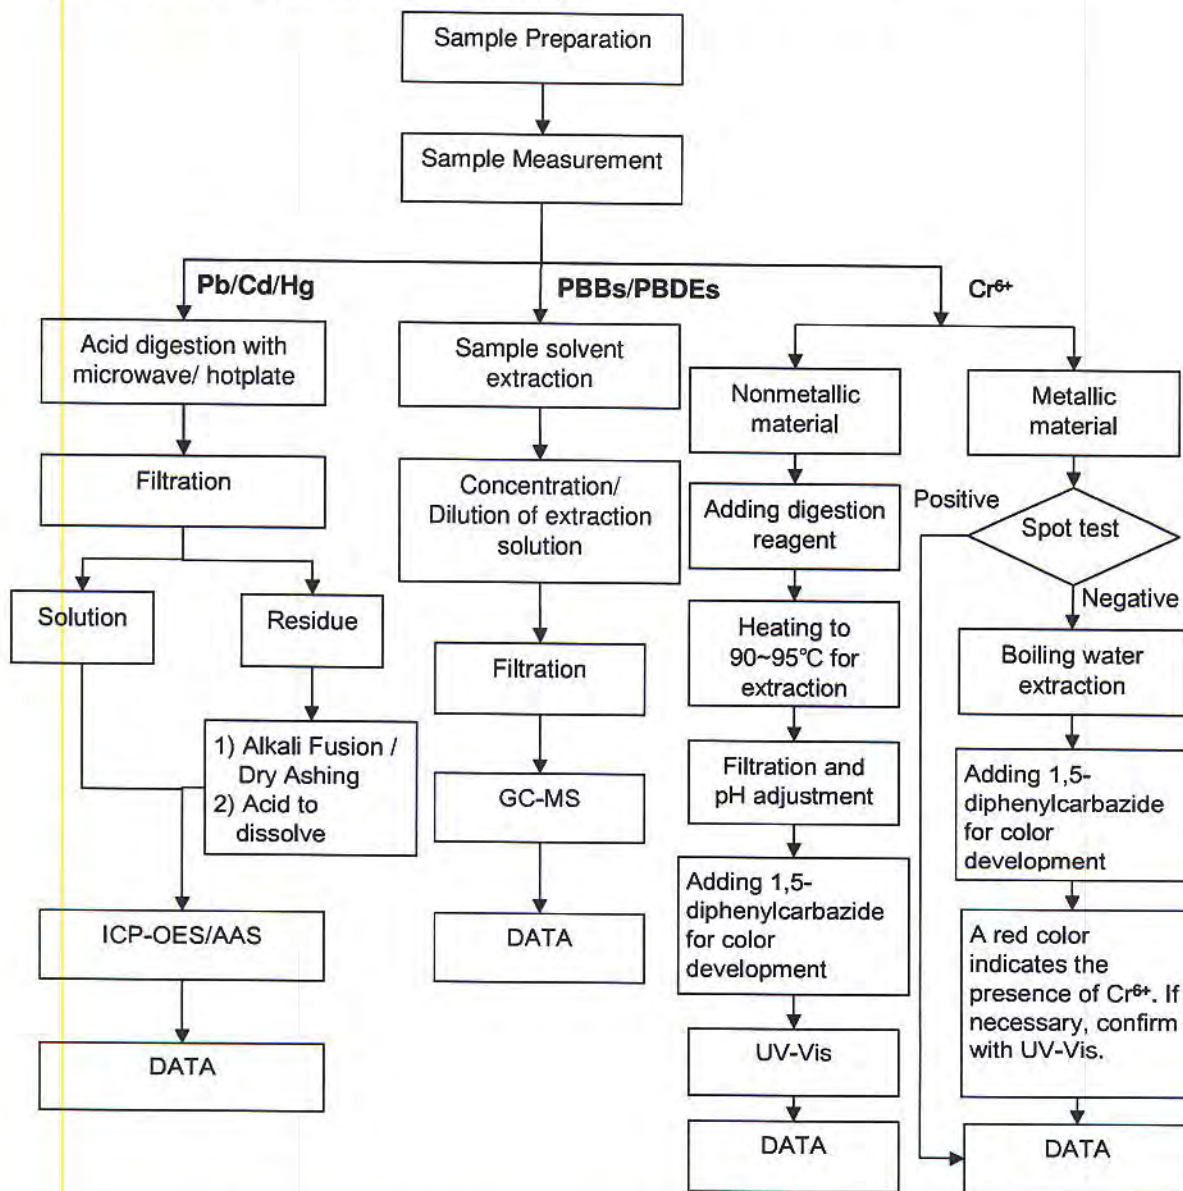 Sample Preparation
Sample Measurement
Pb/Cd/Hg
PBBs/PBDEs
Cr⁶⁺
Acid digestion with
microwave/ hotplate
Filtration
Solution
Residue
1) Alkali Fusion /
Dry Ashing
2) Acid to
dissolve
ICP-OES/AAS
DATA
Sample solvent
extraction
Concentration/
Dilution of extraction
solution
Filtration
GC-MS
DATA
Nonmetallic
material
Adding digestion
reagent
Heating to
90~95℃ for
extraction
Filtration and
pH adjustment
Adding 1,5-
diphenylcarbazide
for color
development
UV-Vis
DATA
Metallic
material
Spot test
Positive
Negative
Boiling water
extraction
Adding 1,5-
diphenylcarbazide
for color
development
A red color
indicates the
presence of Cr⁶⁺. If
necessary, confirm
with UV-Vis.
DATA